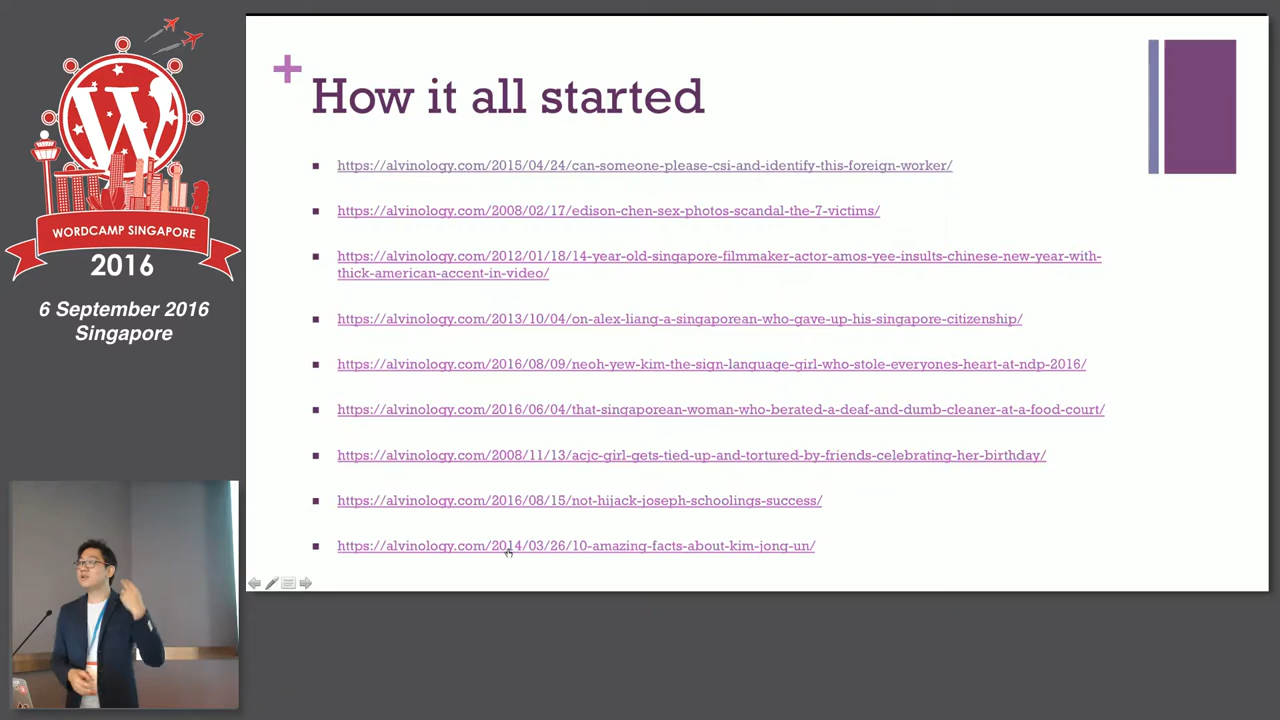 WORDCAMP SINGAPORE
2016
6 September 2016
Singapore
+
How it all started
https://alvinology.com/2015/04/24/can-someone-please-csi-and-identify-this-foreign-worker/
https://alvinology.com/2008/02/17/edison-chen-sex-photos-scandal-the-7-victims/
https://alvinology.com/2012/01/18/14-year-old-singapore-filmmaker-actor-amos-yee-insults-chinese-new-year-with-
thick-american-accent-in-video/
https://alvinology.com/2013/10/04/on-alex-liang-a-singaporean-who-gave-up-his-singapore-citizenship/
https://alvinology.com/2016/08/09/neoh-yew-kim-the-sign-language-girl-who-stole-everyones-heart-at-ndp-2016/
https://alvinology.com/2016/06/04/that-singaporean-woman-who-berated-a-deaf-and-dumb-cleaner-at-a-food-court/
https://alvinology.com/2008/11/13/acjc-girl-gets-tied-up-and-tortured-by-friends-celebrating-her-birthday/
https://alvinology.com/2016/08/15/not-hijack-joseph-schoolings-success/
https://alvinology.com/2014/03/26/10-amazing-facts-about-kim-jong-un/